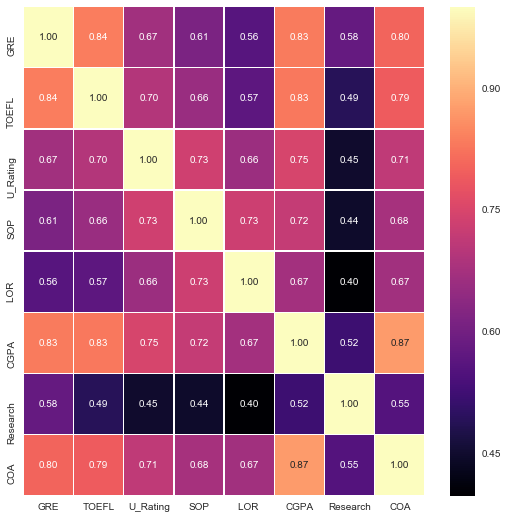 GRE 1.00 0.84 0.67 0.61 0.56 0.83 0.58 0.80
TOEFL 0.84 1.00 0.70 0.66 0.57 0.83 0.49 0.79
U_Rating 0.67 0.70 1.00 0.73 0.66 0.75 0.45 0.71
SOP 0.61 0.66 0.73 1.00 0.73 0.72 0.44 0.68
LOR 0.56 0.57 0.66 0.73 1.00 0.67 0.40 0.67
CGPA 0.83 0.83 0.75 0.72 0.67 1.00 0.52 0.87
Research 0.58 0.49 0.45 0.44 0.40 0.52 1.00 0.55
COA 0.80 0.79 0.71 0.68 0.67 0.87 0.55 1.00
GRE TOEFL U_Rating SOP LOR CGPA Research COA
0.90
0.75
0.60
0.45